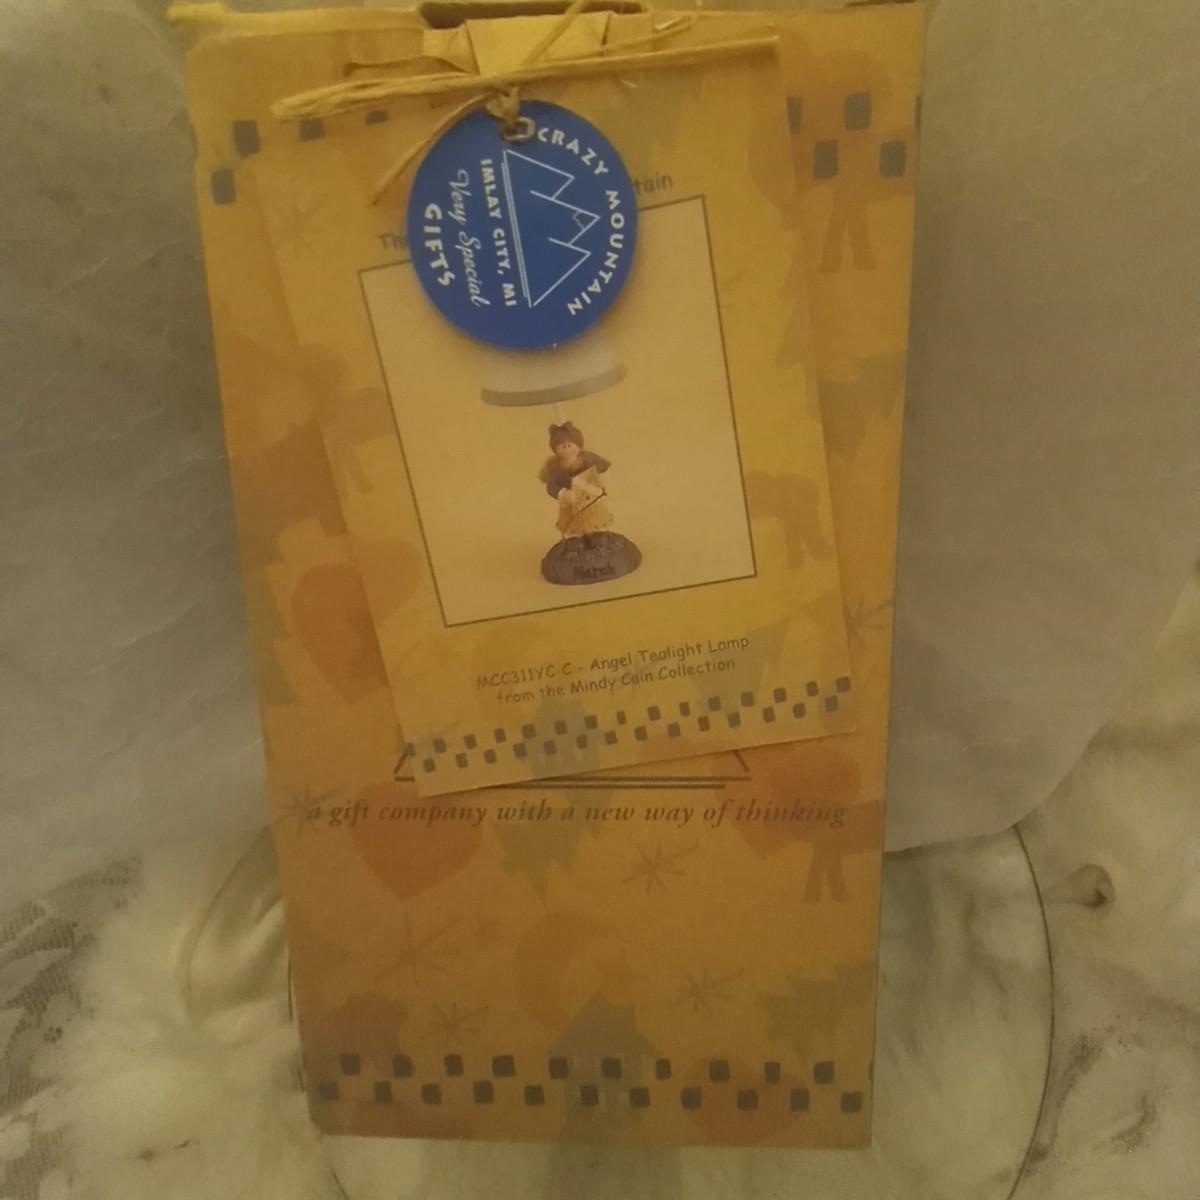 CRAZY MOUNTAIN
IMLAY CITY, MI
Very Special
GIFTS
tain
Th
March
MCC311YC-C - Angel Tealight Lamp
from the Mindy Cain Collection
a gift company with a new way of thinking